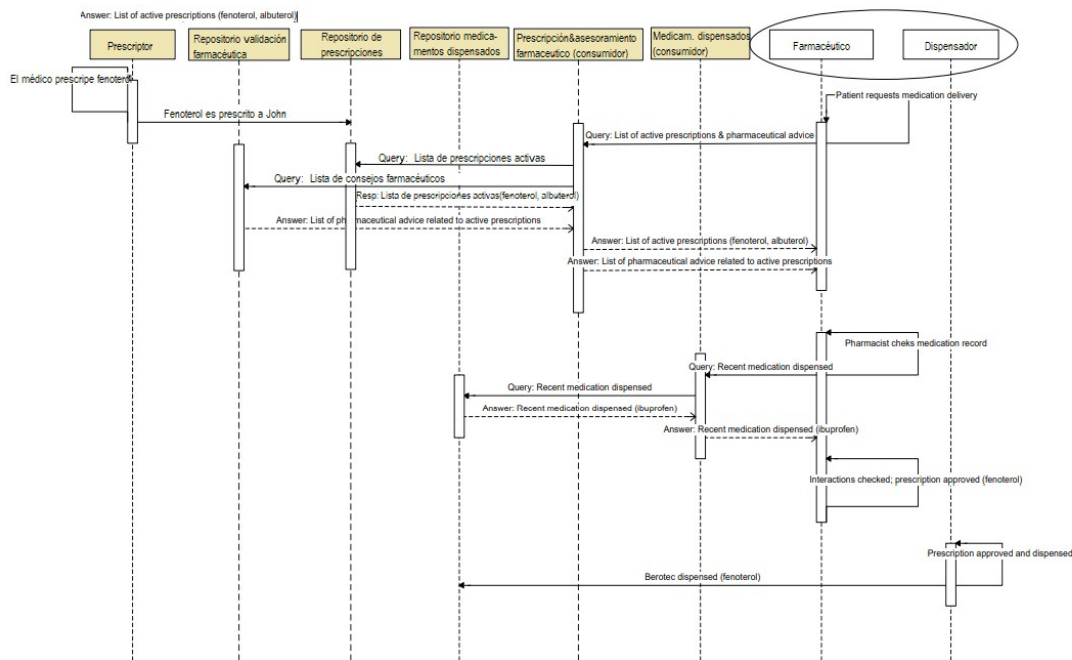 Answer: List of active prescriptions (fenoterol, albuterol)
Prescriptor
Repositorio validación
farmacéutica
Repositorio de
prescripciones
Repositorio medica-
mentos dispensados
Prescripción&asesoramiento
farmaceutico (consumidor)
Medicam. dispensados
(consumidor)
Farmacéutico
Dispensador
El médico prescripe fenoterol
Patient requests medication delivery
Fenoterol es prescrito a John
Query: List of active prescriptions & pharmaceutical advice
Query: Lista de prescripciones activas
Query: Lista de consejos farmacéuticos
Resp: Lista de prescripciones activas(fenoterol, albuterol)
Answer: List of pharmaceutical advice related to active prescriptions
Answer: List of active prescriptions (fenoterol, albuterol)
Answer: List of pharmaceutical advice related to active prescriptions
Pharmacist cheks medication record
Query: Recent medication dispensed
Query: Recent medication dispensed
Answer: Recent medication dispensed (ibuprofen)
Answer: Recent medication dispensed (ibuprofen)
Interactions checked; prescription approved (fenoterol)
Prescription approved and dispensed
Berotec dispensed (fenoterol)